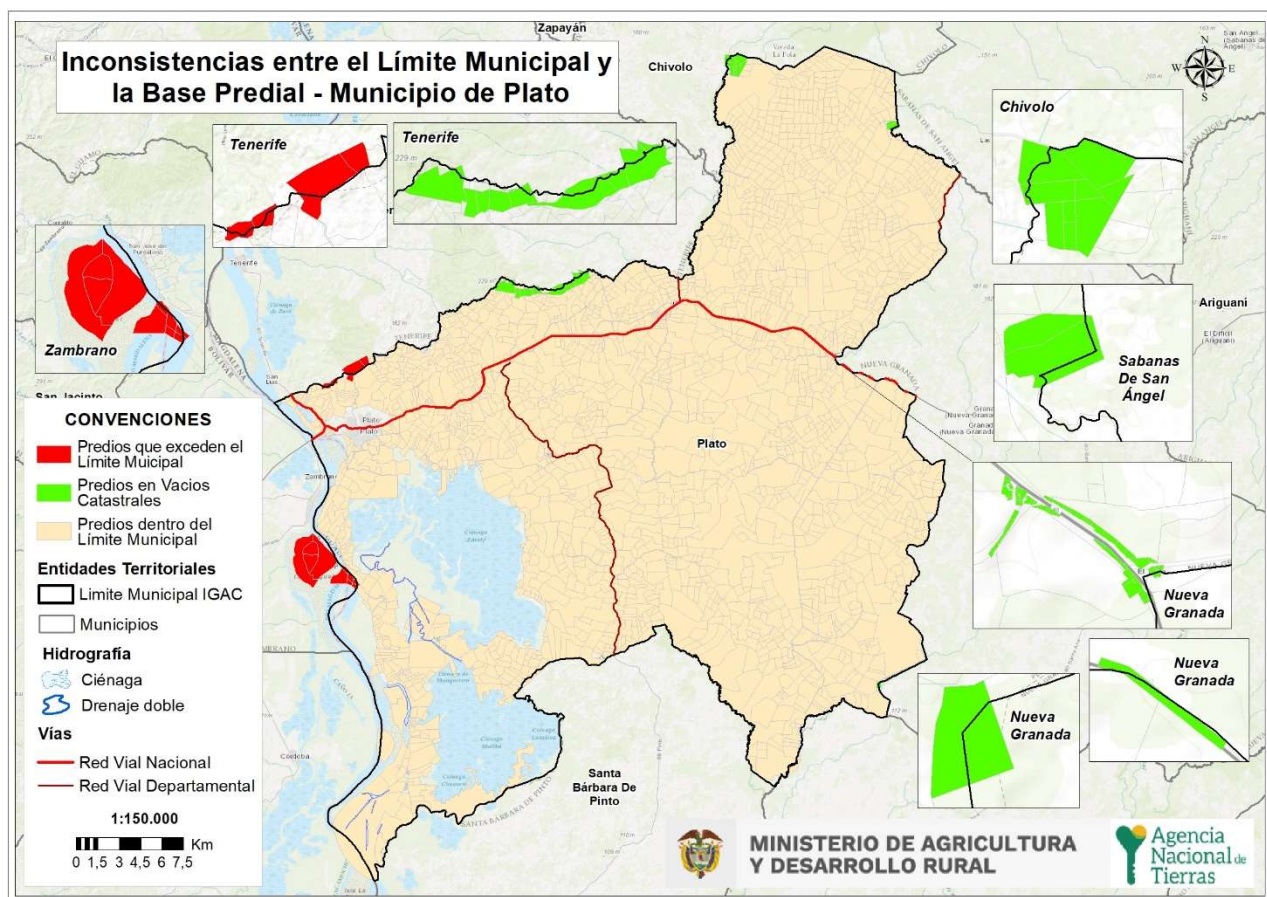 Inconsistencias entre el Límite Municipal y
la Base Predial - Municipio de Plato
Zapayán
Chivolo
N
W E
S
Tenerife
Tenerife
229 m
Chivolo
Zambrano
Ariguaní
Sabanas
De San
Ángel
San Jacinto
Plato
Nueva
Granada
Nueva
Granada
Nueva
Granada
Santa
Bárbara De
Pinto
CONVENCIONES
Predios que exceden el
Límite Muicipal
Predios en Vacios
Catastrales
Predios dentro del
Límite Municipal
Entidades Territoriales
Limite Municipal IGAC
Municipios
Hidrografía
Ciénaga
Drenaje doble
Vías
Red Vial Nacional
Red Vial Departamental
1:150.000
Km
0 1,5 3 4,5 6 7,5
MINISTERIO DE AGRICULTURA
Y DESARROLLO RURAL
Agencia
Nacional de
Tierras